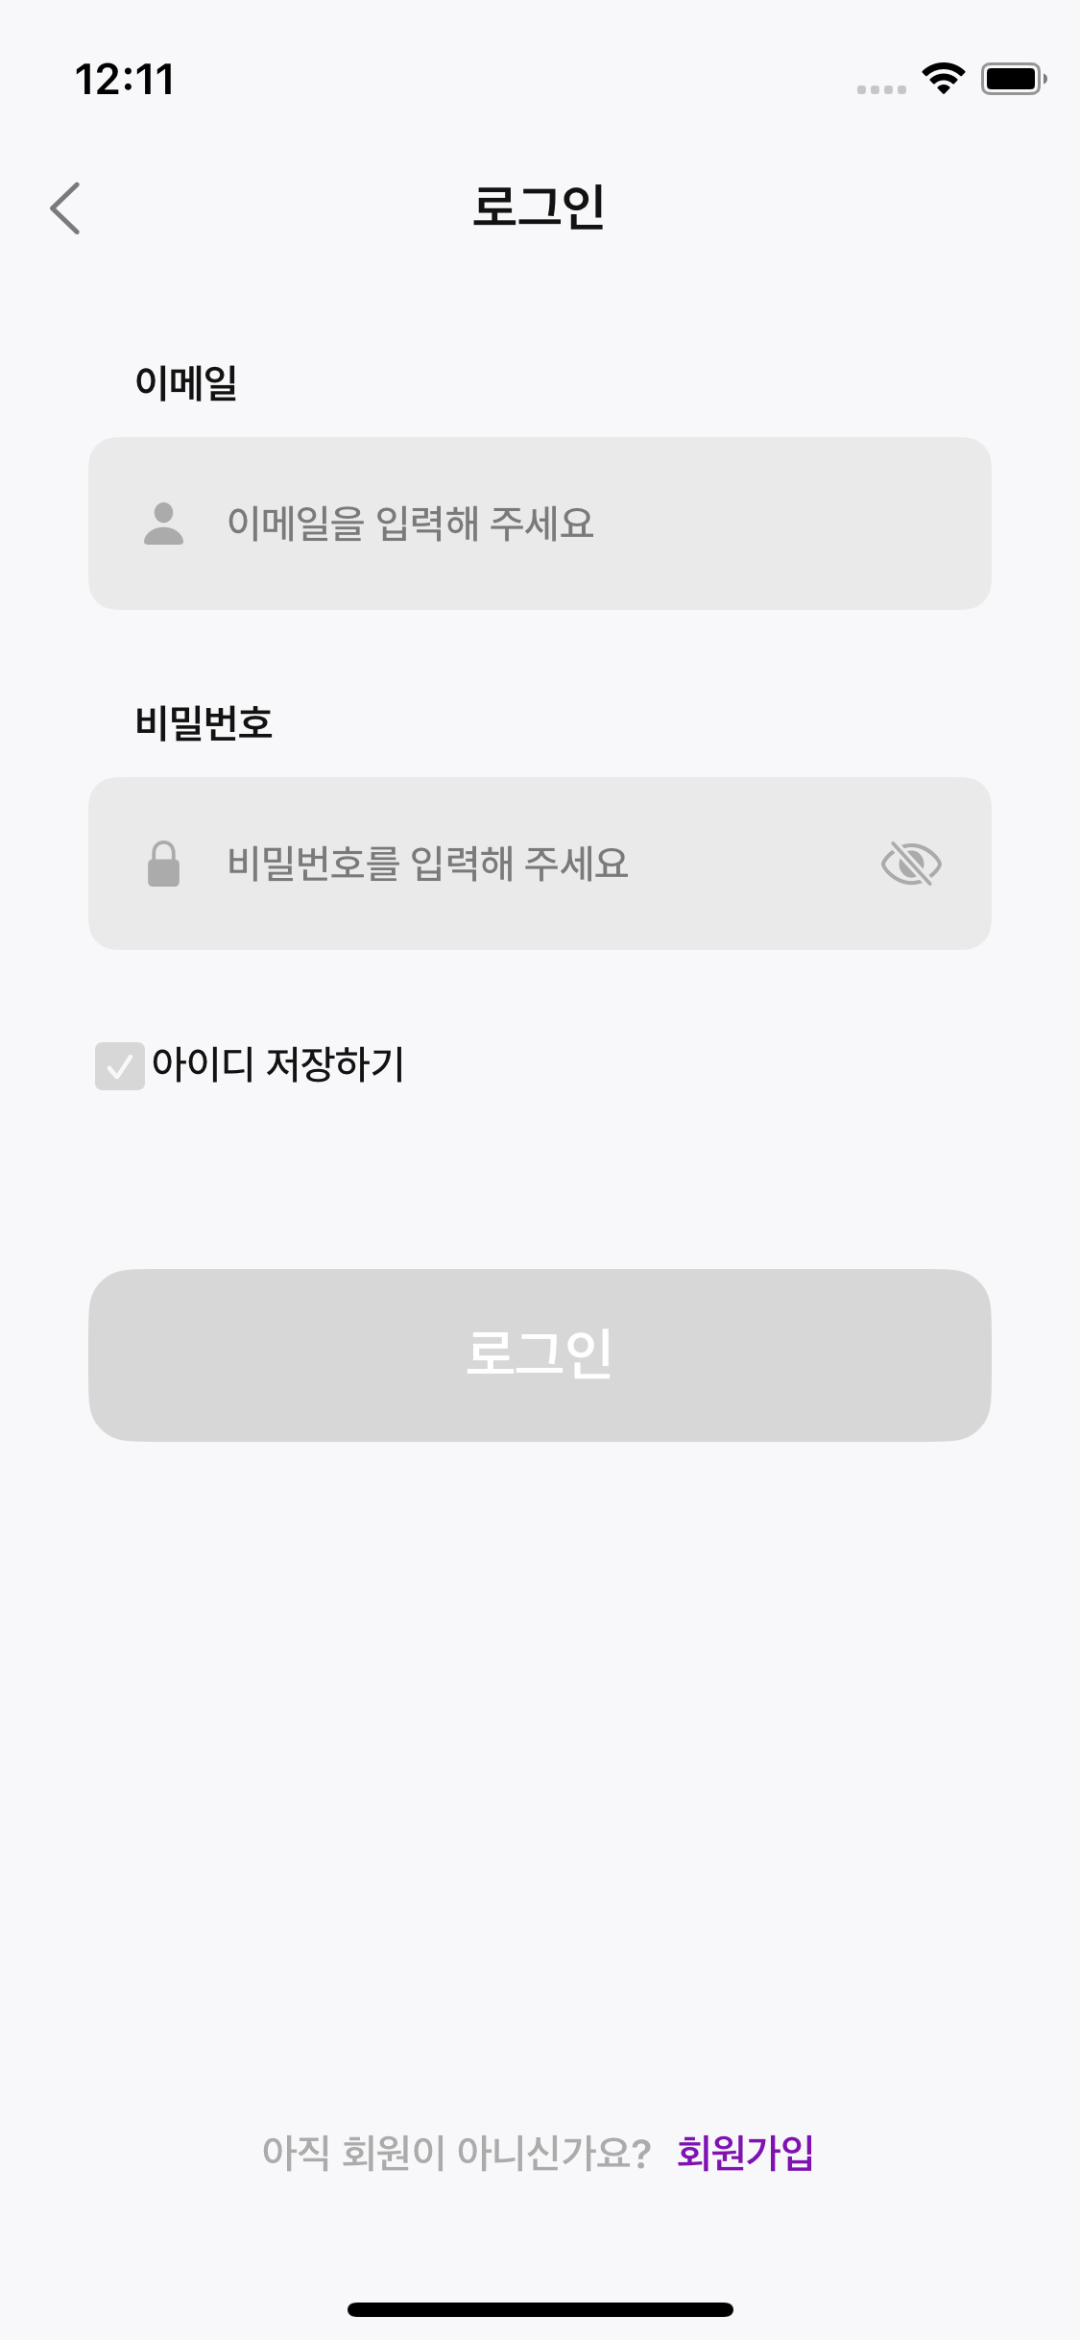 12:11
로그인
이메일
이메일을 입력해 주세요
비밀번호
비밀번호를 입력해 주세요
아이디 저장하기
로그인
아직 회원이 아니신가요? 회원가입